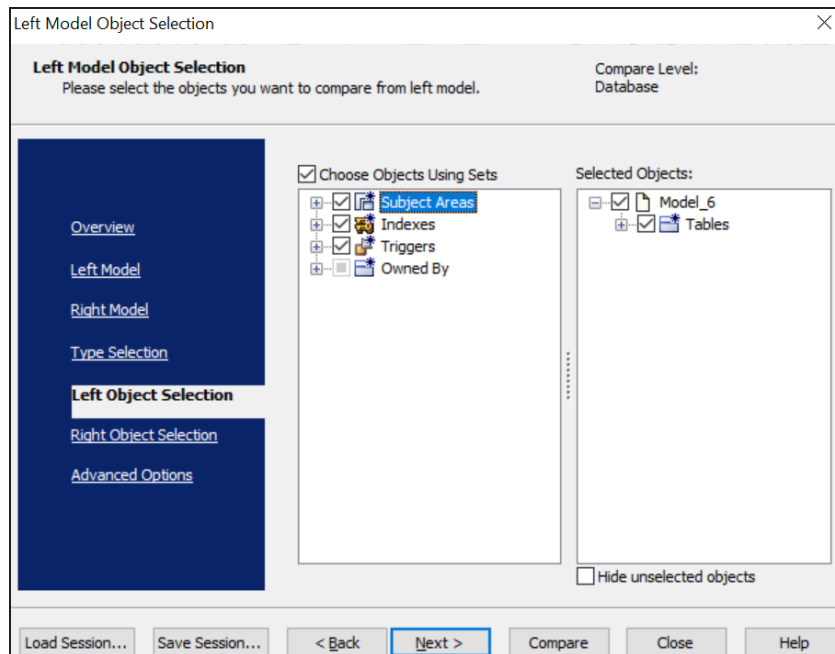 Left Model Object Selection
Left Model Object Selection
Please select the objects you want to compare from left model.
Compare Level:
Database
Overview
Left Model
Right Model
Type Selection
Left Object Selection
Right Object Selection
Advanced Options
Choose Objects Using Sets
Subject Areas
Indexes
Triggers
Owned By
Selected Objects:
Model_6
Tables
Hide unselected objects
Load Session...
Save Session...
< Back
Next >
Compare
Close
Help